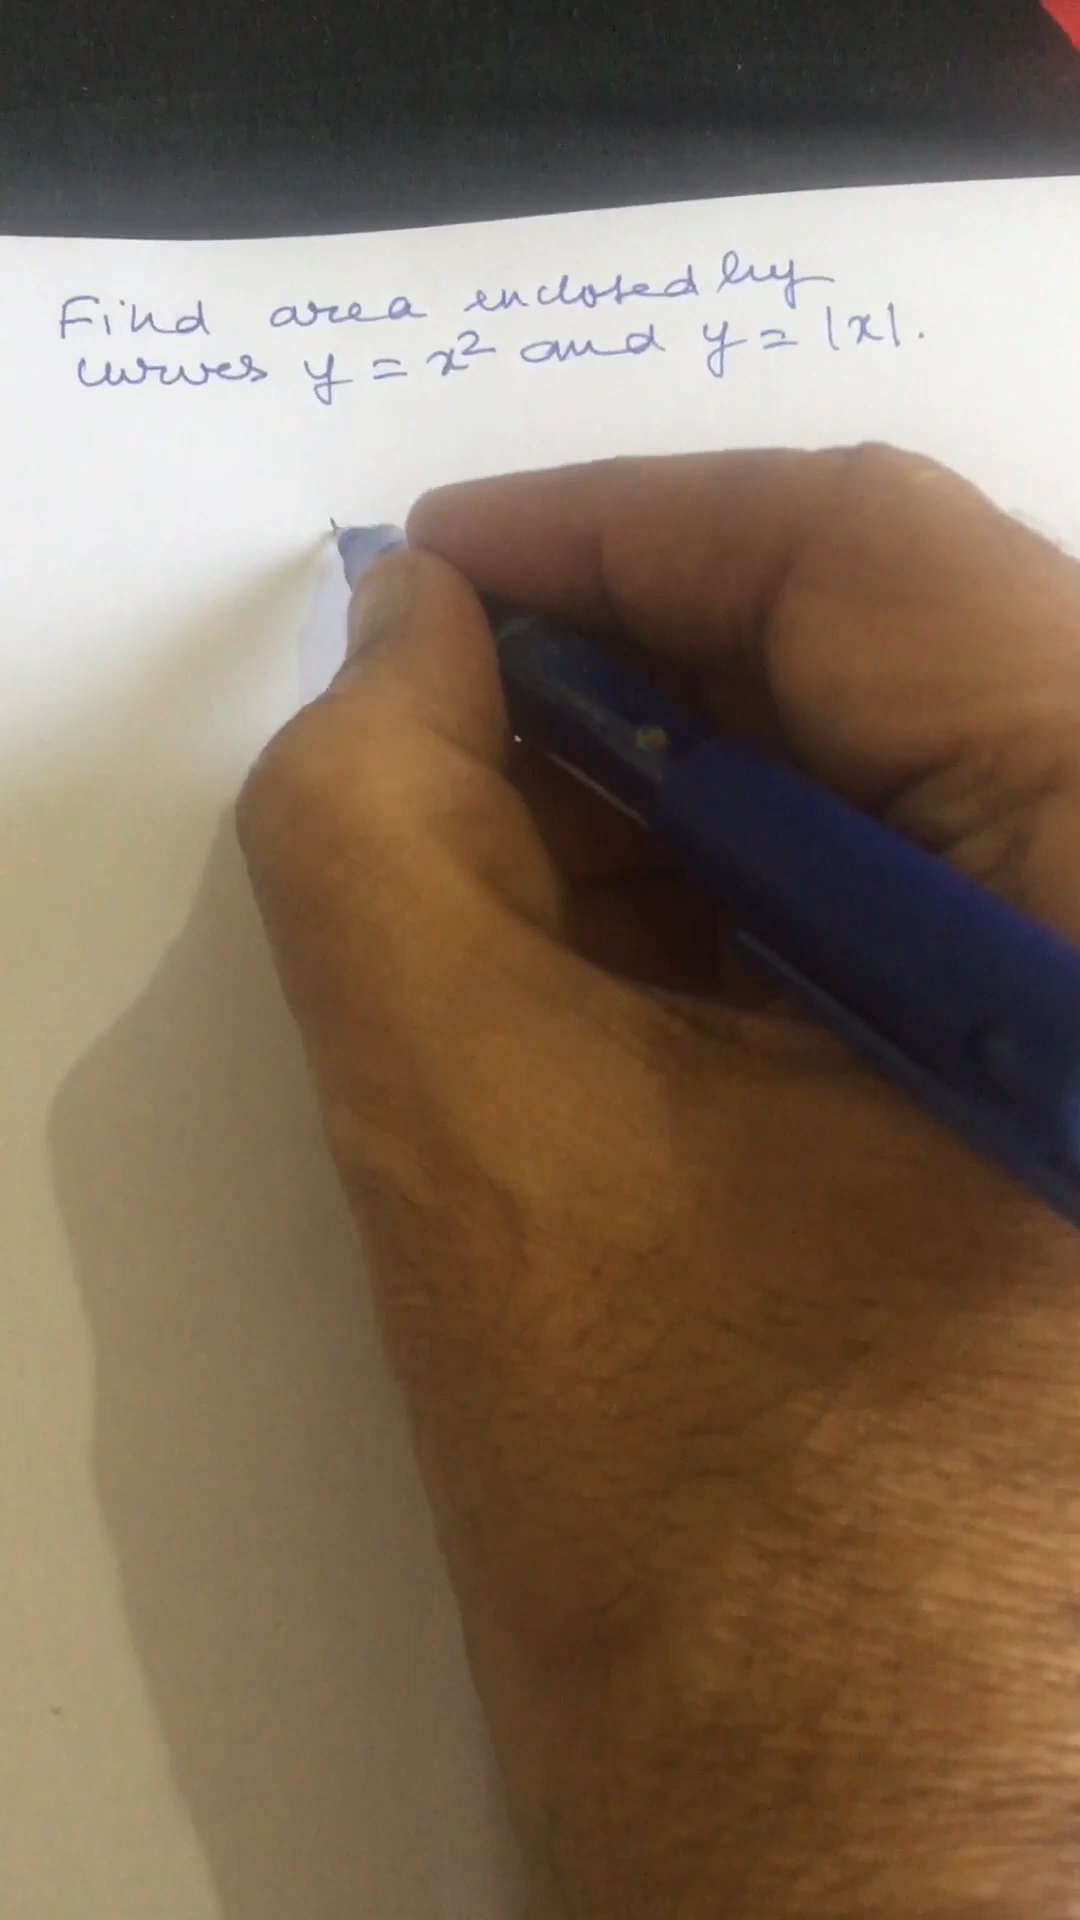 Find area enclosed by
curves y = x² and y = |x|.